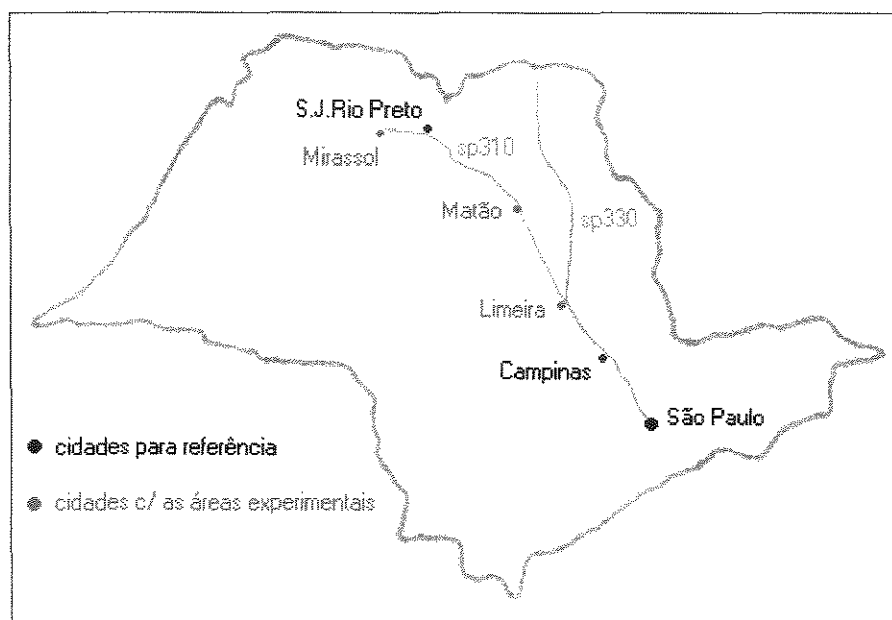 S.J.Rio Preto
Mirassol
sp310
Matão
sp330
Limeira
Campinas
São Paulo
cidades para referência
cidades c/ as áreas experimentais